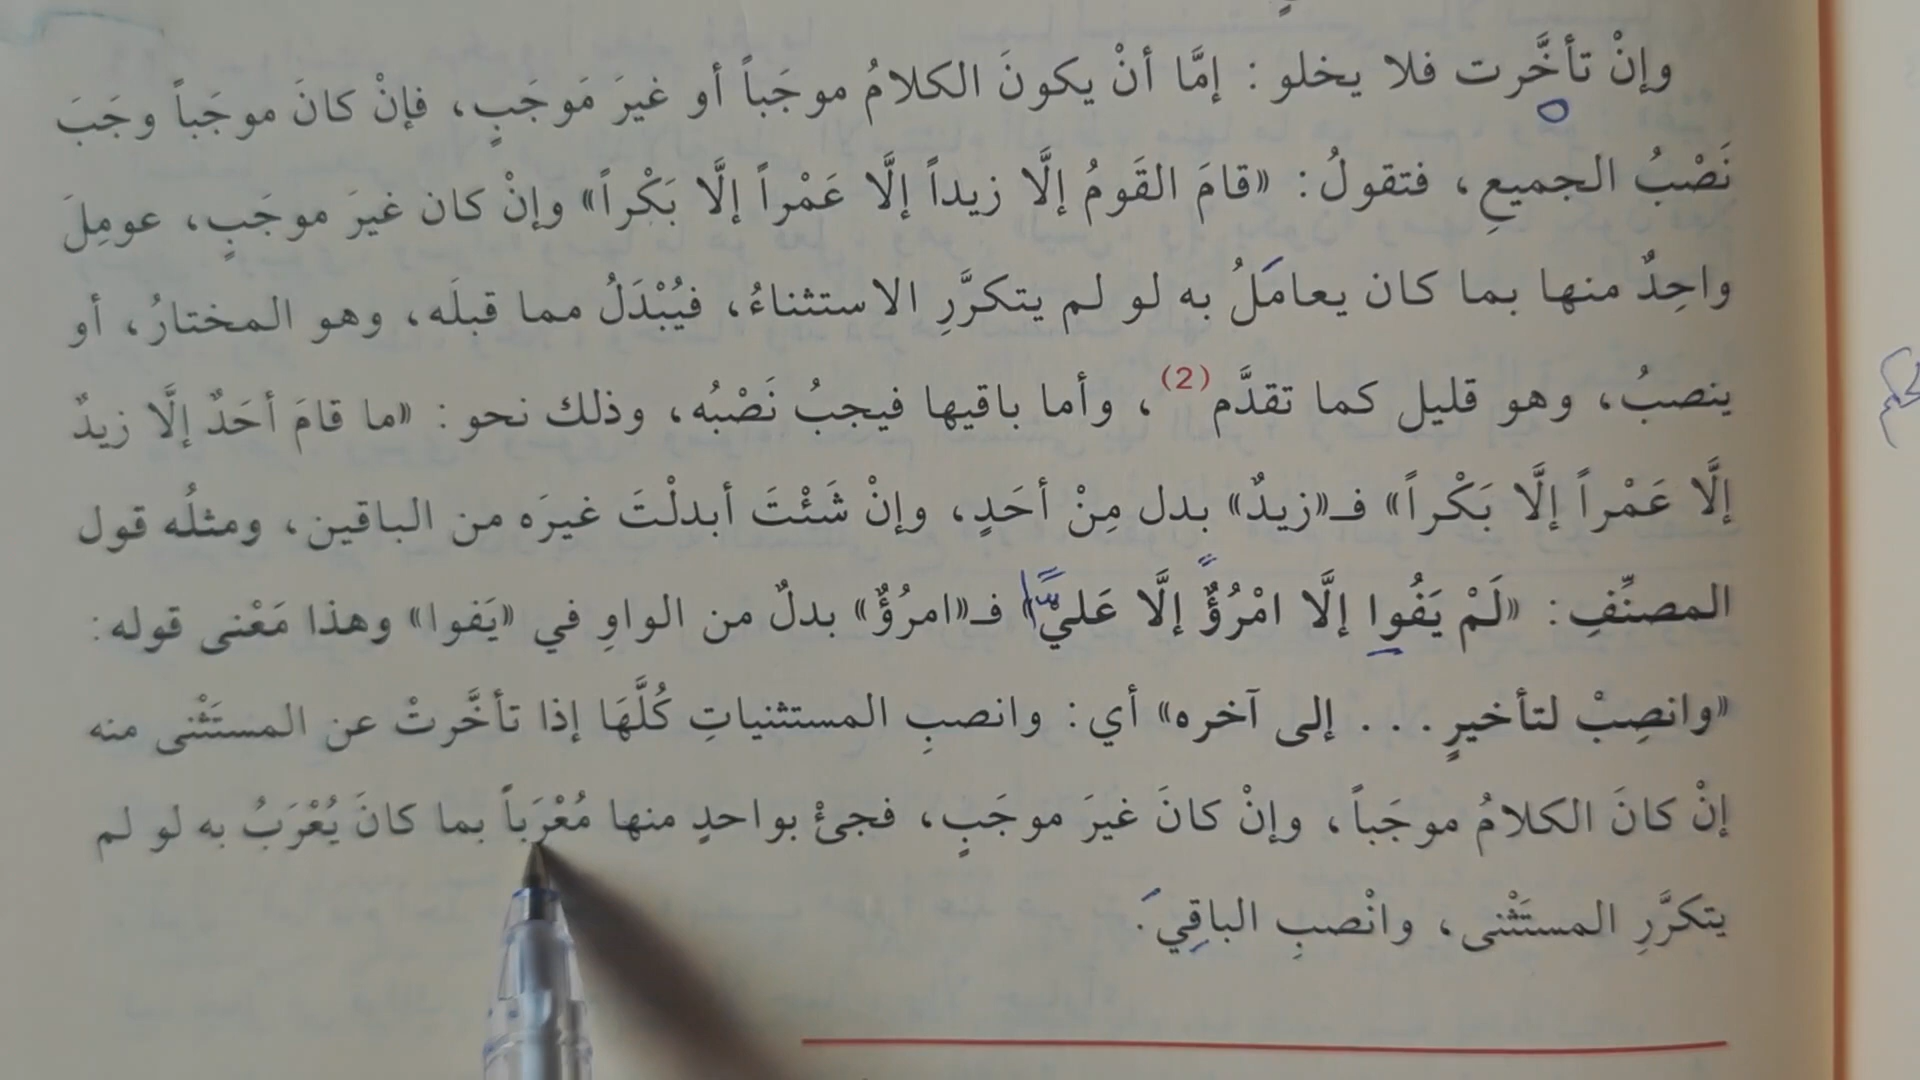 وإنْ تأخَّرت فلا يخلو : إمَّا أنْ يكونَ الكلامُ موجَباً أو غيرَ مَوجَبٍ، فإنْ كانَ موجَباً وجَبَ
نَصْبُ الجميعِ، فتقولُ: «قامَ القَومُ إلَّا زيداً إلَّا عَمْراً إلَّا بَكْراً» وإنْ كان غيرَ موجَبٍ، عومِلَ
واحِدٌ منها بما كان يعامَلُ به لو لم يتكرَّرِ الاستثناءُ، فيُبْدَلُ مما قبلَه، وهو المختارُ، أو
ينصبُ، وهو قليل كما تقدَّم(2)، وأما باقيها فيجبُ نَصْبُه، وذلك نحو: «ما قامَ أحَدٌ إلَّا زيدٌ
إلَّا عَمْراً إلَّا بَكْراً» فـ«زيدٌ» بدل مِنْ أحَدٍ، وإنْ شَئْتَ أبدلْتَ غيرَه من الباقين، ومثلُه قول
المصنِّفِ: «لَمْ يَفُوا إلَّا امْرُؤٌ إلَّا عَليّ» فـ«امرُؤٌ» بدلٌ من الواوِ في «يَفوا» وهذا مَعْنى قوله:
«وانصِبْ لتأخيرٍ... إلى آخره» أي: وانصبِ المستثنياتِ كُلَّهَا إذا تأخَّرتْ عن المستَثْنى منه
إنْ كانَ الكلامُ موجَباً، وإنْ كانَ غيرَ موجَبٍ، فجئْ بواحدٍ منها مُعْرَباً بما كانَ يُعْرَبُ به لو لم
يتكرَّرِ المستَثْنى، وانْصبِ الباقِيَ.